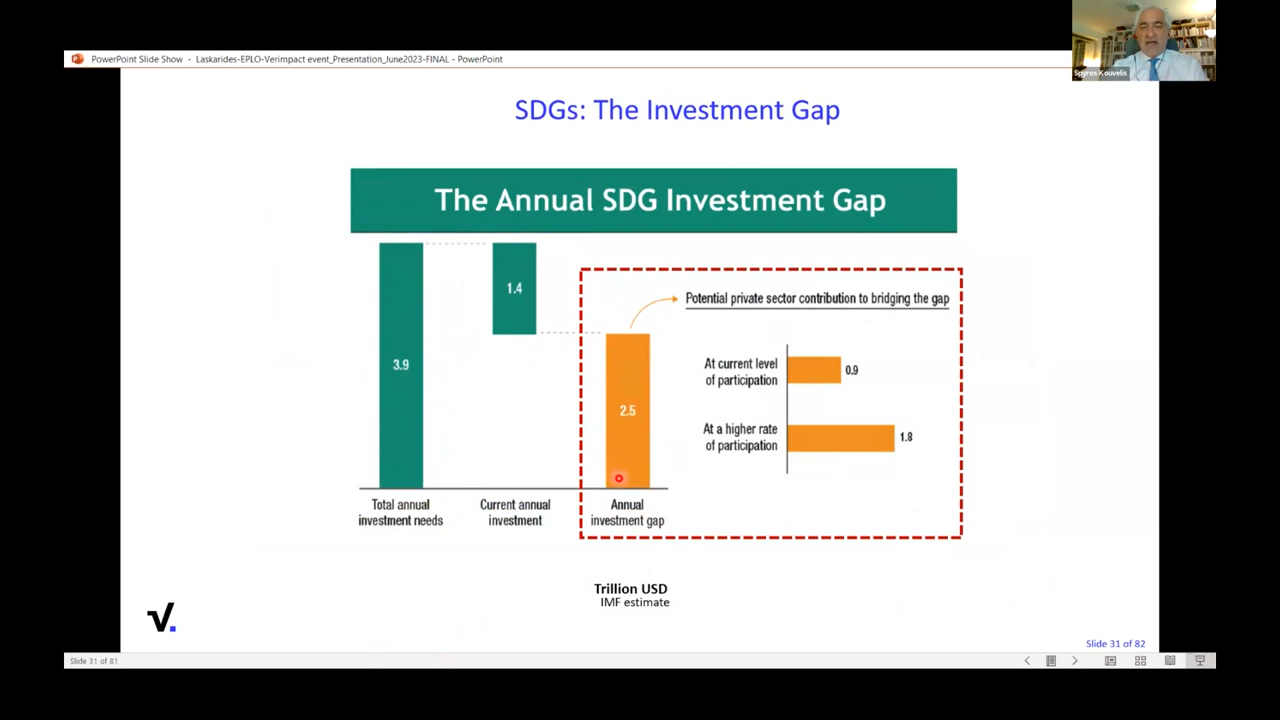 PowerPoint Slide Show - Laskarides-EPLO-Verimpact event_Presentation_June2023-FINAL - PowerPoint
Spyros Kouvelis
SDGs: The Investment Gap
The Annual SDG Investment Gap
3.9
1.4
2.5
Total annual
investment needs
Current annual
investment
Annual
investment gap
Potential private sector contribution to bridging the gap
At current level
of participation
0.9
At a higher rate
of participation
1.8
Trillion USD
IMF estimate
V.
Slide 31 of 82
Slide 31 of 81